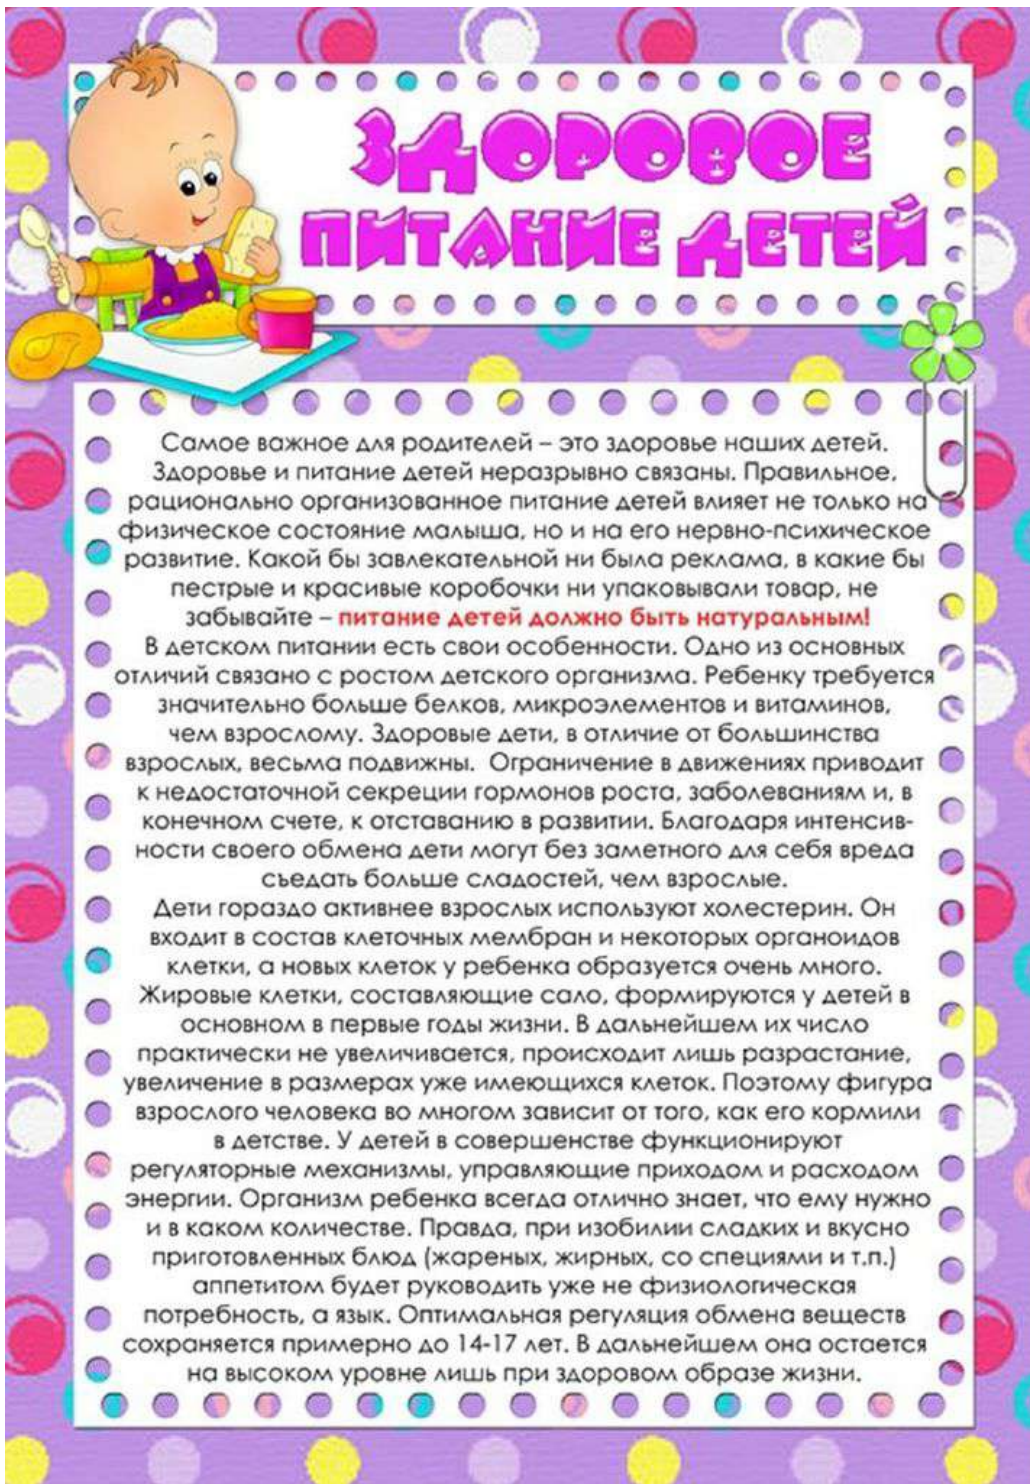 ЗДОРОВОЕ
ПИТАНИЕ ДЕТЕЙ
Самое важное для родителей – это здоровье наших детей.
Здоровье и питание детей неразрывно связаны. Правильное,
рационально организованное питание детей влияет не только на
физическое состояние малыша, но и на его нервно-психическое
развитие. Какой бы завлекательной ни была реклама, в какие бы
пестрые и красивые коробочки ни упаковывали товар, не
забывайте – питание детей должно быть натуральным!
В детском питании есть свои особенности. Одно из основных
отличий связано с ростом детского организма. Ребенку требуется
значительно больше белков, микроэлементов и витаминов,
чем взрослому. Здоровые дети, в отличие от большинства
взрослых, весьма подвижны. Ограничение в движениях приводит
к недостаточной секреции гормонов роста, заболеваниям и, в
конечном счете, к отставанию в развитии. Благодаря интенсив-
ности своего обмена дети могут без заметного для себя вреда
съедать больше сладостей, чем взрослые.
Дети гораздо активнее взрослых используют холестерин. Он
входит в состав клеточных мембран и некоторых органоидов
клетки, а новых клеток у ребенка образуется очень много.
Жировые клетки, составляющие сало, формируются у детей в
основном в первые годы жизни. В дальнейшем их число
практически не увеличивается, происходит лишь разрастание,
увеличение в размерах уже имеющихся клеток. Поэтому фигура
взрослого человека во многом зависит от того, как его кормили
в детстве. У детей в совершенстве функционируют
регуляторные механизмы, управляющие приходом и расходом
энергии. Организм ребенка всегда отлично знает, что ему нужно
и в каком количестве. Правда, при изобилии сладких и вкусно
приготовленных блюд (жареных, жирных, со специями и т.п.)
аппетитом будет руководить уже не физиологическая
потребность, а язык. Оптимальная регуляция обмена веществ
сохраняется примерно до 14-17 лет. В дальнейшем она остается
на высоком уровне лишь при здоровом образе жизни.